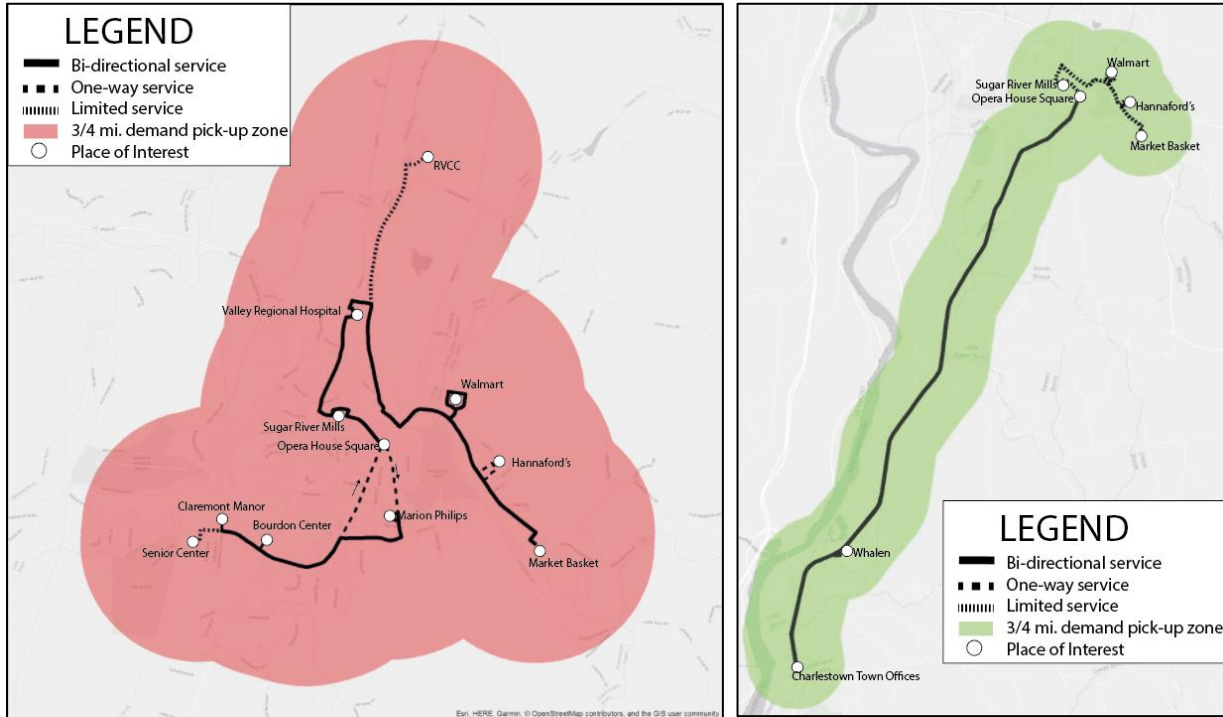 LEGEND
Bi-directional service
One-way service
Limited service
3/4 mi. demand pick-up zone
Place of Interest
RVCC
Valley Regional Hospital
Walmart
Sugar River Mills
Opera House Square
Hannaford's
Claremont Manor
Bourdon Center
Marion Philips
Senior Center
Market Basket
Esri, HERE, Garmin, © OpenStreetMap contributors, and the GIS user community
Walmart
Sugar River Mills
Opera House Square
Hannaford's
Market Basket
Whalen
Charlestown Town Offices
LEGEND
Bi-directional service
One-way service
Limited service
3/4 mi. demand pick-up zone
Place of Interest